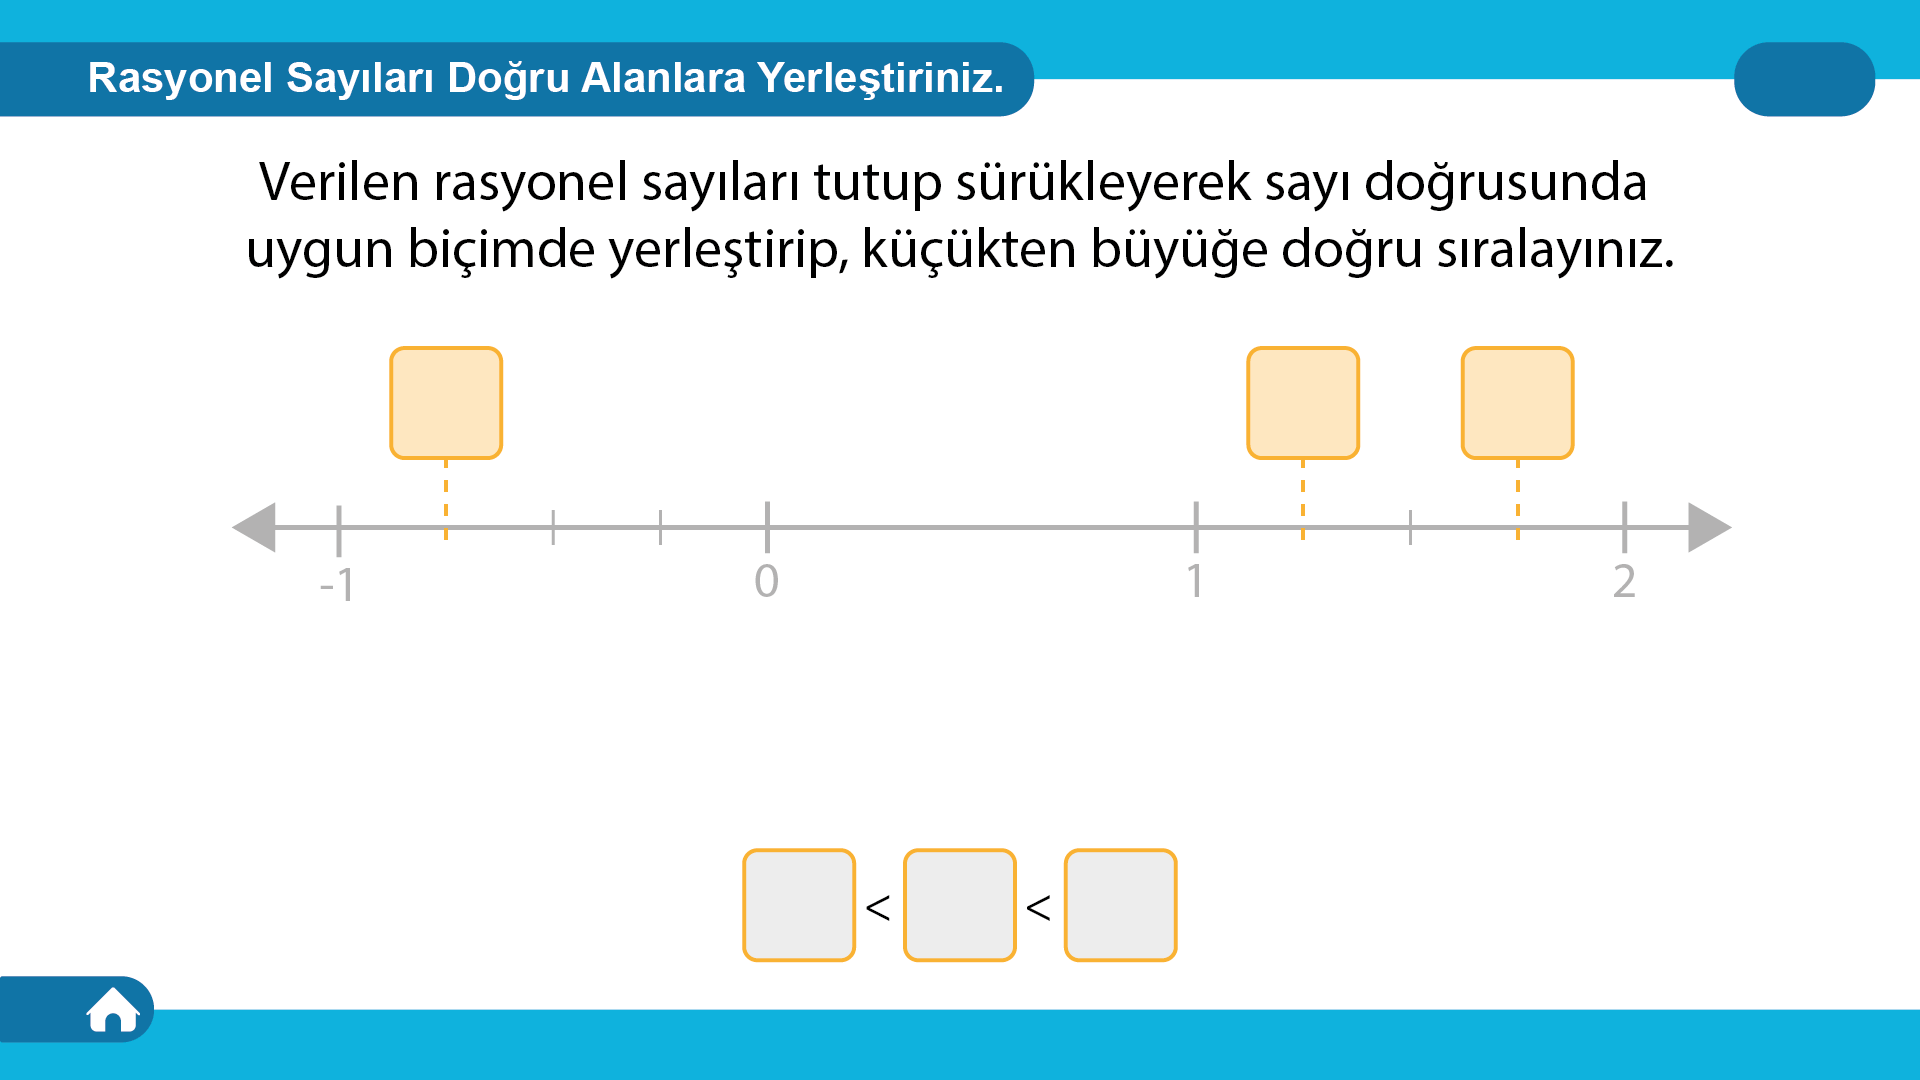 Rasyonel Sayıları Doğru Alanlara Yerleştiriniz.
Verilen rasyonel sayıları tutup sürükleyerek sayı doğrusunda
uygun biçimde yerleştirip, küçükten büyüğe doğru sıralayınız.
-1 0 1 2
< <